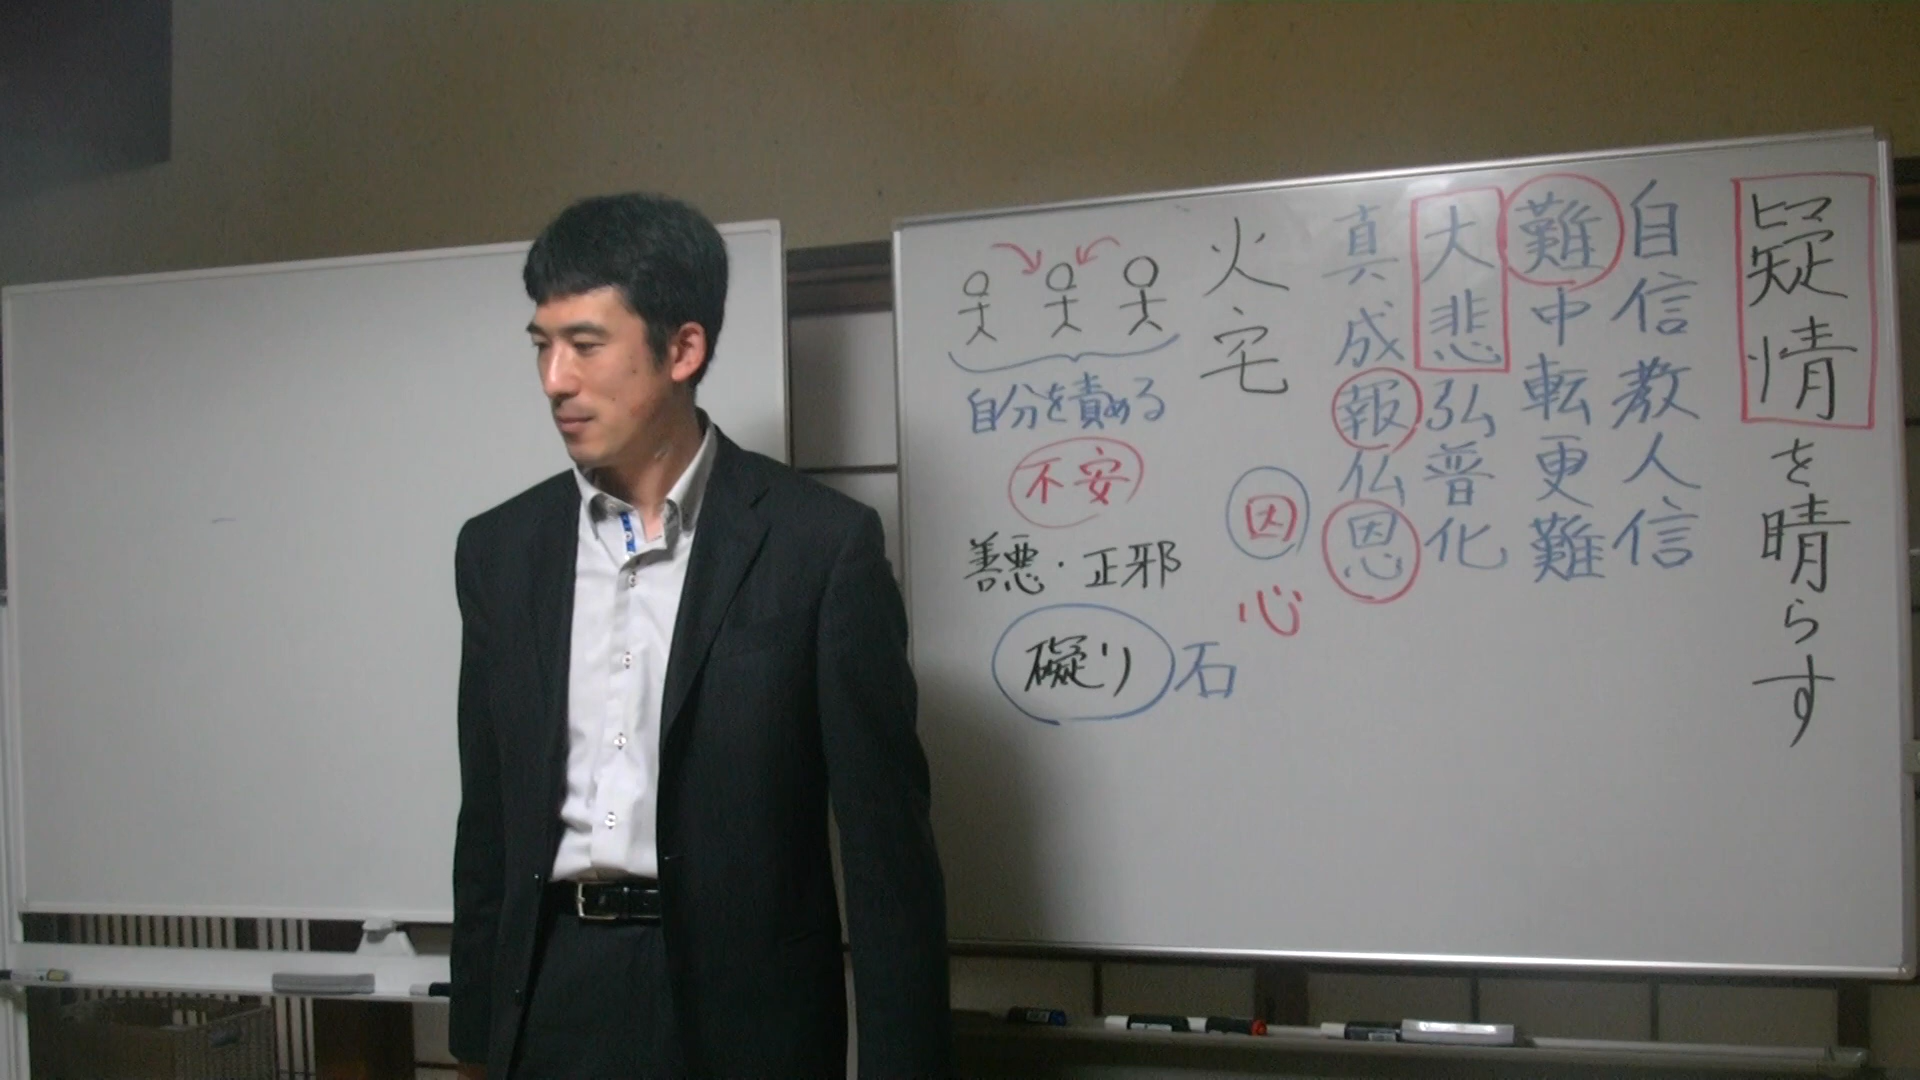 疑情を晴らす
自信教人信
難中転更難
大悲弘普化
真成報仏恩
火宅
因
心
自分を責める
不安
善悪・正邪
礙り
石